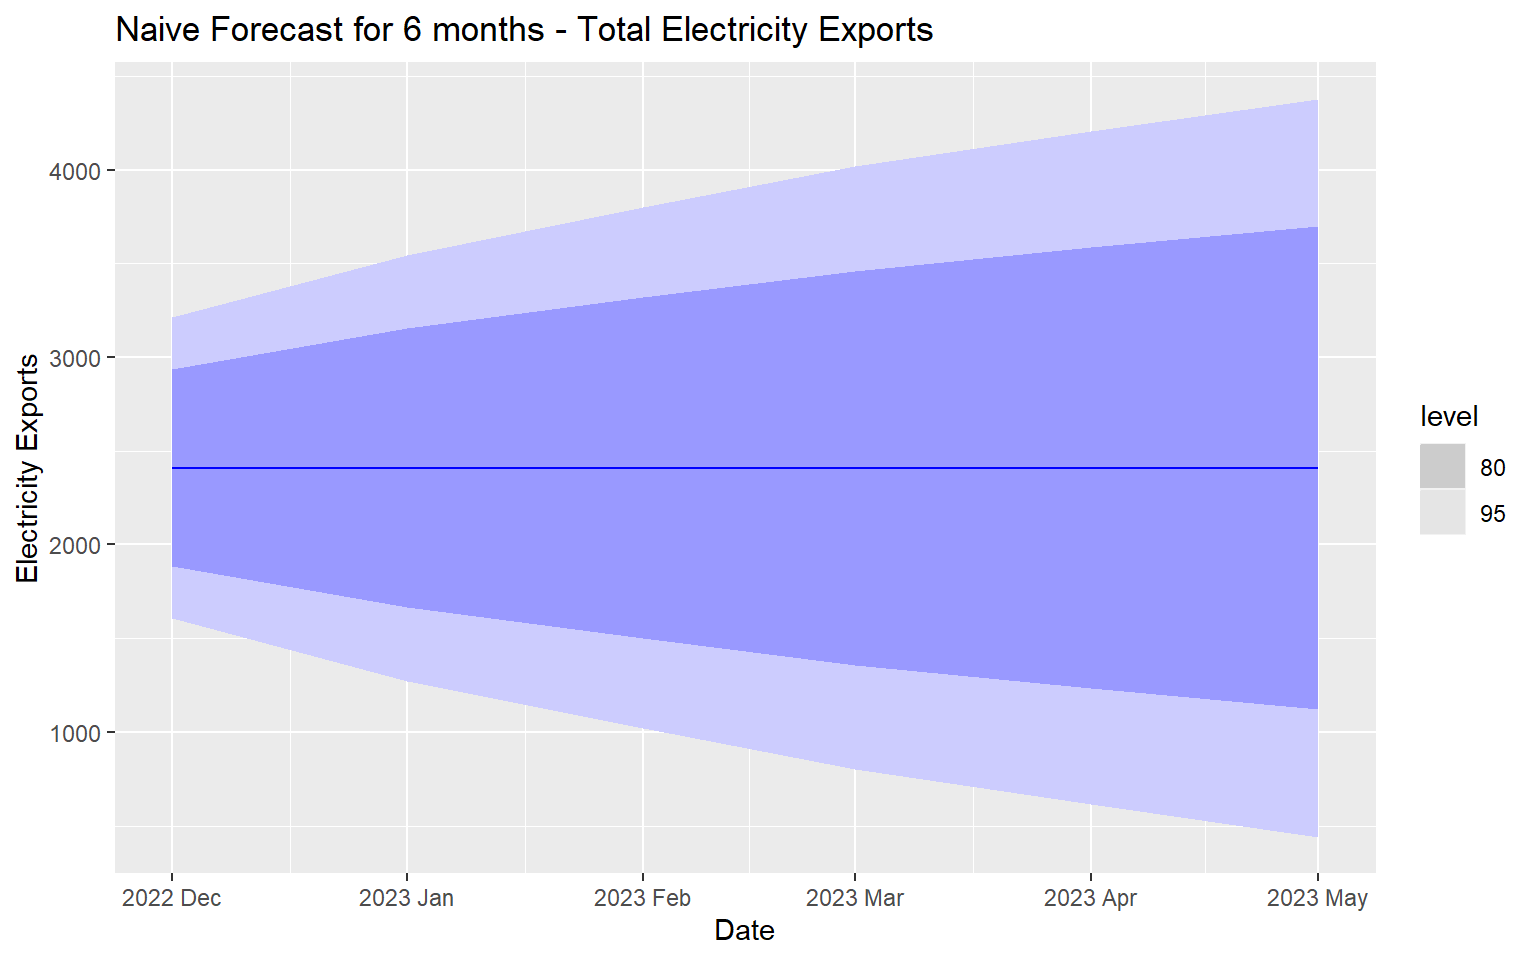 Naive Forecast for 6 months - Total Electricity Exports
Electricity Exports
4000
3000
2000
1000
2022 Dec
2023 Jan
2023 Feb
2023 Mar
2023 Apr
2023 May
Date
level
80
95